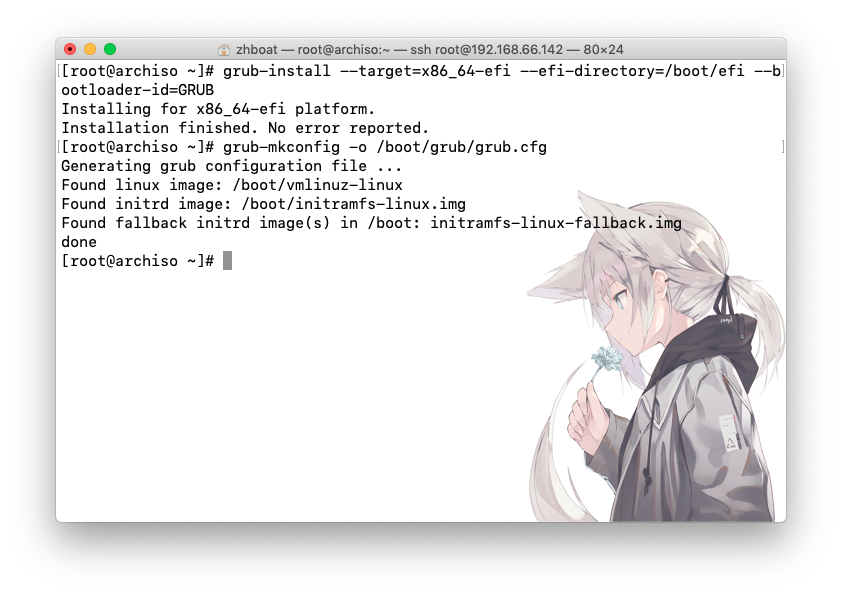 zhboat — root@archiso:~ — ssh root@192.168.66.142 — 80×24
[[root@archiso ~]# grub-install --target=x86_64-efi --efi-directory=/boot/efi --b]
ootloader-id=GRUB
Installing for x86_64-efi platform.
Installation finished. No error reported.
[[root@archiso ~]# grub-mkconfig -o /boot/grub/grub.cfg ]
Generating grub configuration file ...
Found linux image: /boot/vmlinuz-linux
Found initrd image: /boot/initramfs-linux.img
Found fallback initrd image(s) in /boot: initramfs-linux-fallback.img
done
[root@archiso ~]#